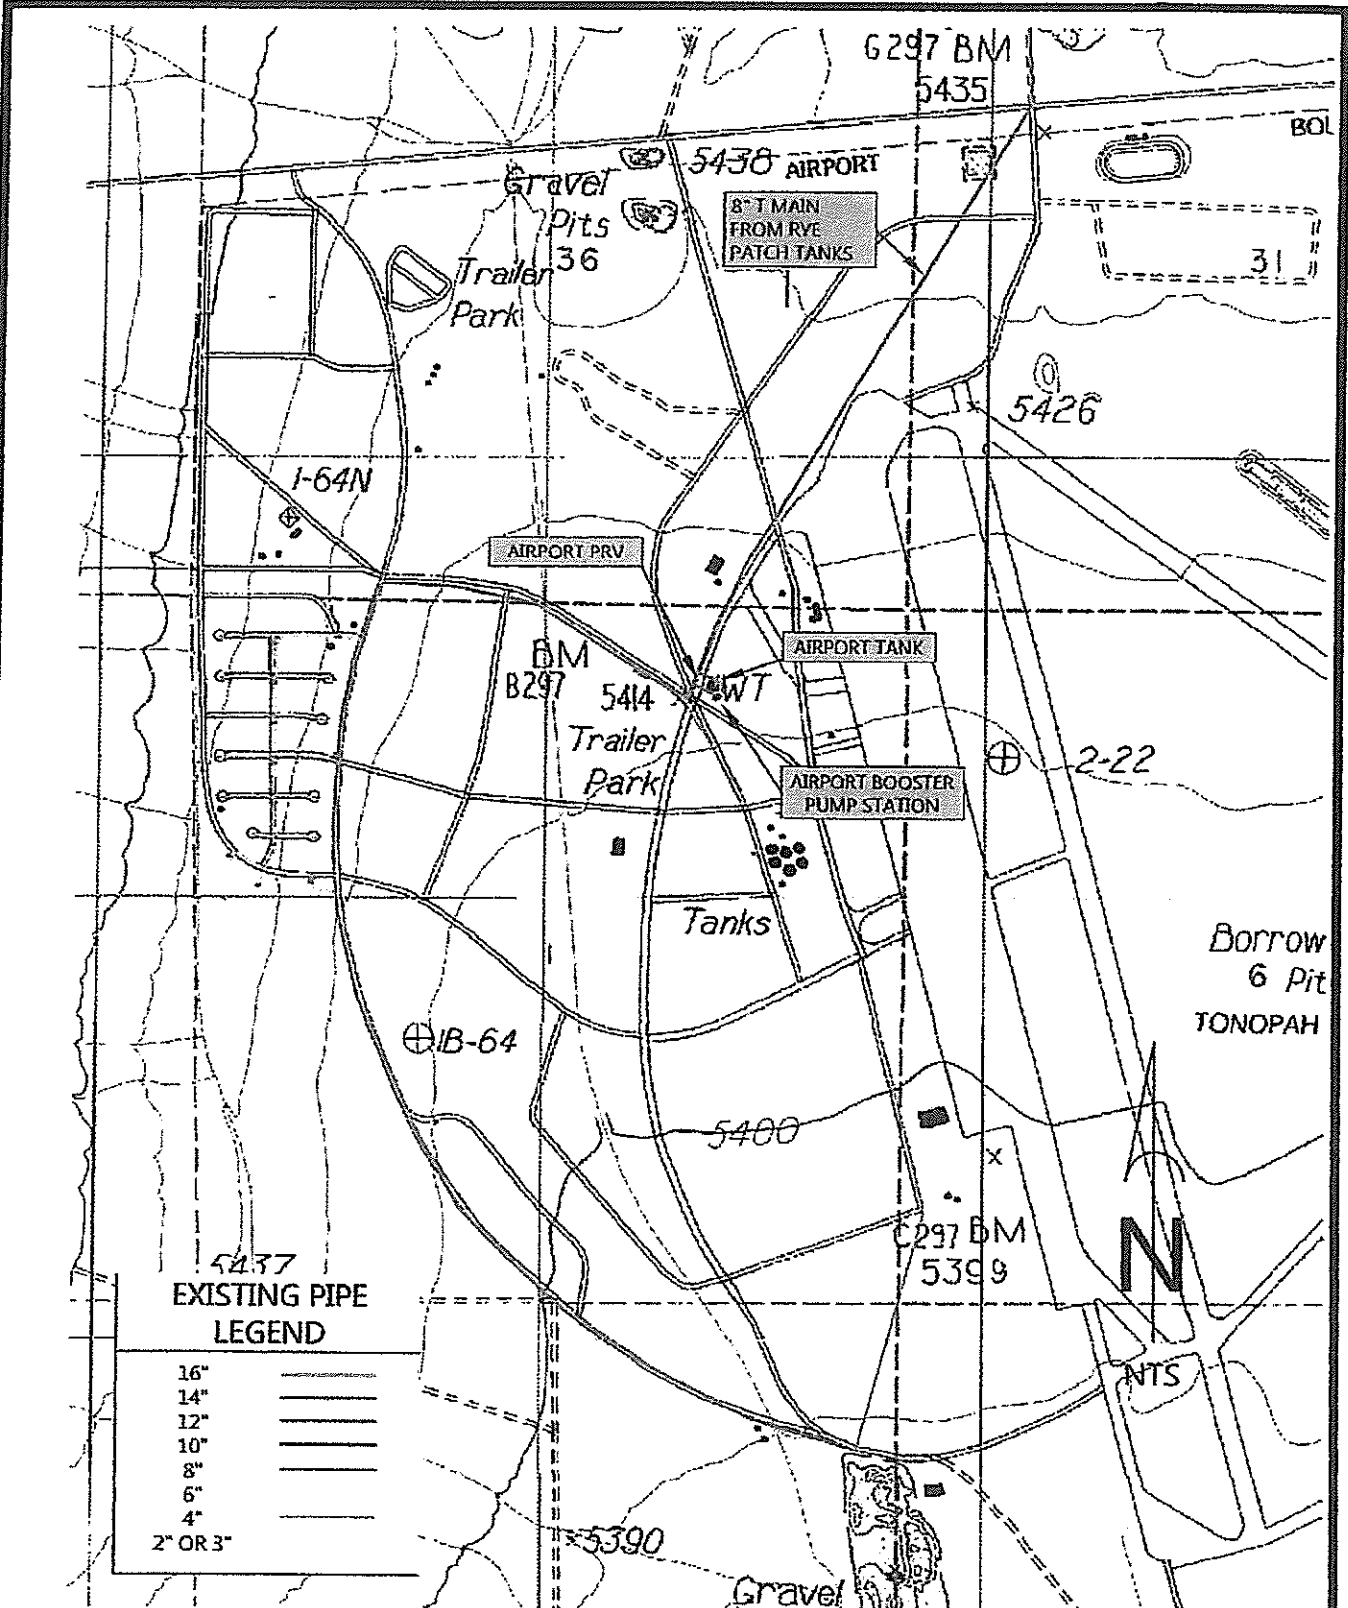 G297 BM
5435
BOL
5438 AIRPORT
Gravel
Pits
36
8" T MAIN
FROM RYE
PATCH TANKS
31
Trailer
Park
5426
1-64N
AIRPORT PRV
AIRPORT TANK
BM
B297
5414
WT
Trailer
Park
2-22
AIRPORT BOOSTER
PUMP STATION
Tanks
Borrow
6 Pit
TONOPAH
1B-64
5400
C297 BM
5399
N
NTS
5437
EXISTING PIPE
LEGEND
16"
14"
12"
10"
8"
6"
4"
2" OR 3"
×5390
Gravel